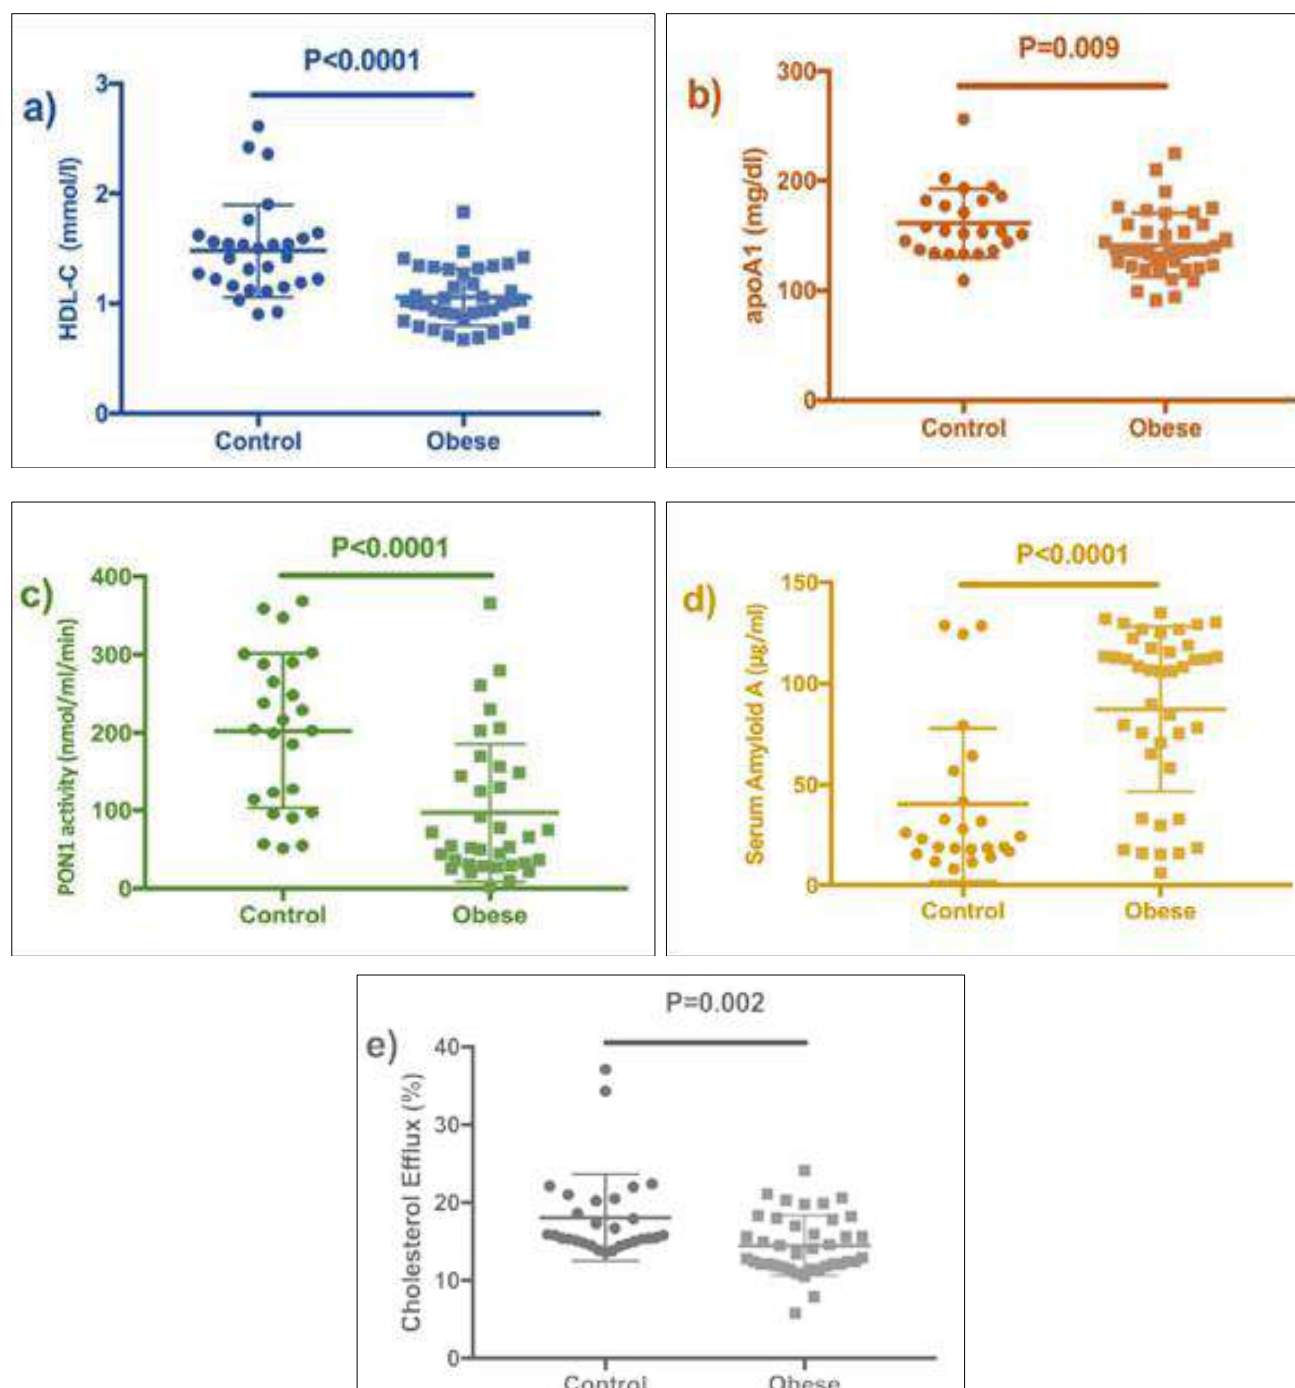 P<0.0001
a)
HDL-C (mmol/l)
3
2
1
0
Control Obese
P=0.009
b)
apoA1 (mg/dl)
300
200
100
0
Control Obese
P<0.0001
c)
PON1 activity (nmol/ml/min)
400
300
200
100
0
Control Obese
P<0.0001
d)
Serum Amyloid A (µg/ml)
150
100
50
0
Control Obese
P=0.002
e)
Cholesterol Efflux (%)
40
30
20
10
0
Control Obese